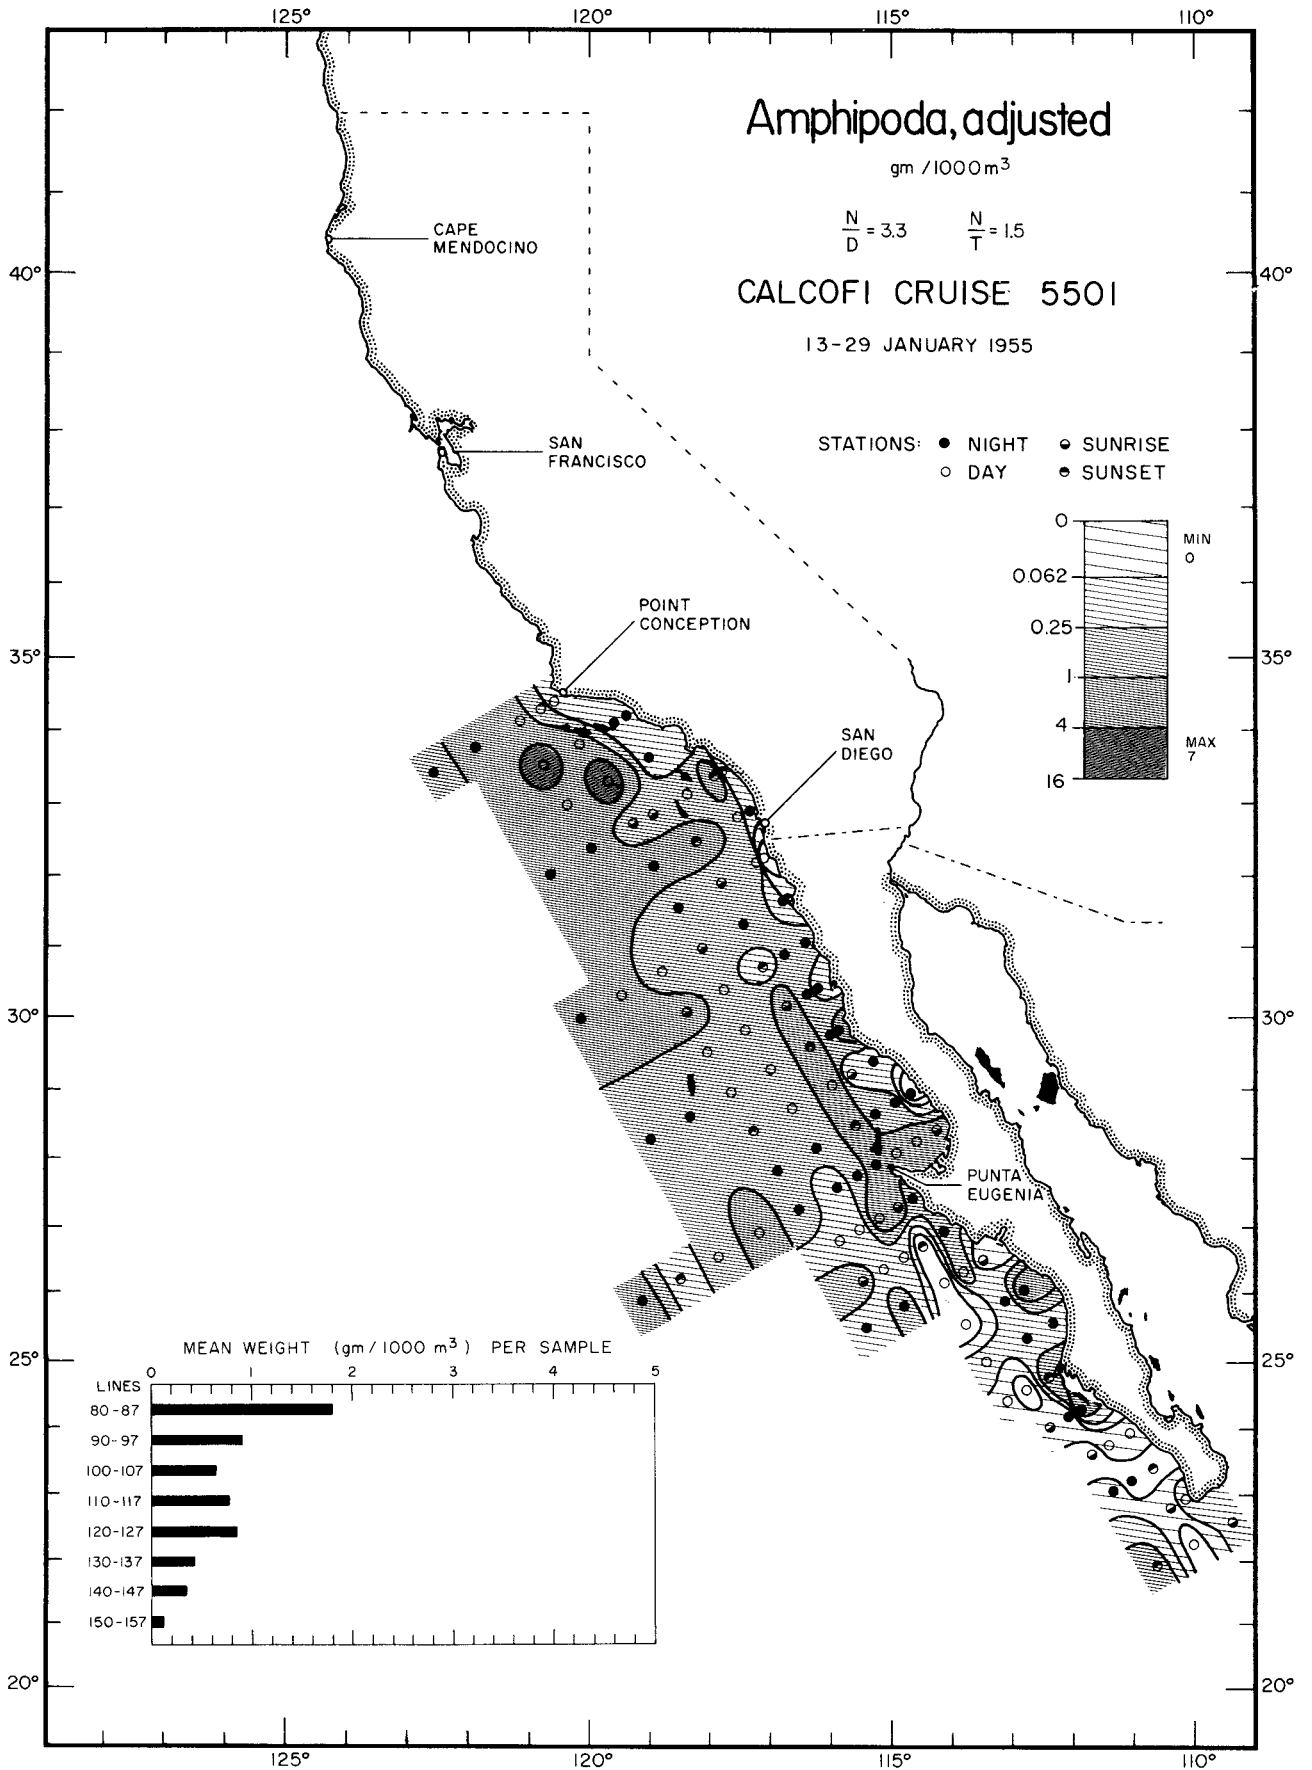 125° 120° 115° 110°
Amphipoda, adjusted
gm /1000m³
N/D = 3.3 N/T = 1.5
CALCOFI CRUISE 5501
13-29 JANUARY 1955
CAPE
MENDOCINO
40° 40°
STATIONS: ● NIGHT ◒ SUNRISE
○ DAY ◓ SUNSET
SAN
FRANCISCO
0
MIN
0
0.062
0.25
1
4
MAX
7
16
POINT
CONCEPTION
35° 35°
SAN
DIEGO
30° 30°
PUNTA
EUGENIA
25° 25°
MEAN WEIGHT (gm/1000 m³) PER SAMPLE
0 1 2 3 4 5
LINES
80-87
90-97
100-107
110-117
120-127
130-137
140-147
150-157
20° 20°
125° 120° 115° 110°